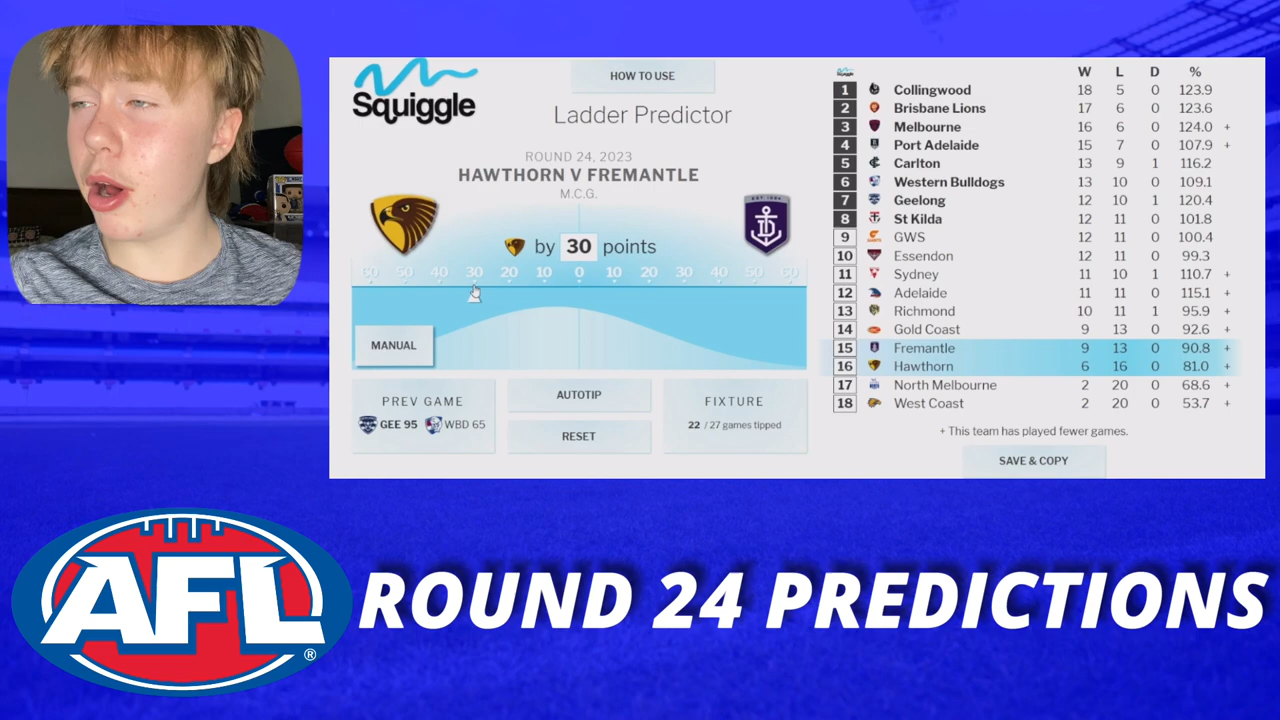 Squiggle
HOW TO USE
Ladder Predictor
ROUND 24, 2023
HAWTHORN V FREMANTLE
M.C.G.
by 30 points
60 50 40 30 20 10 0 10 20 30 40 50 60
MANUAL
PREV GAME
GEE 95 WBD 65
AUTOTIP
RESET
FIXTURE
22 / 27 games tipped
W L D %
1 Collingwood 18 5 0 123.9
2 Brisbane Lions 17 6 0 123.6
3 Melbourne 16 6 0 124.0 +
4 Port Adelaide 15 7 0 107.9 +
5 Carlton 13 9 1 116.2
6 Western Bulldogs 13 10 0 109.1
7 Geelong 12 10 1 120.4
8 St Kilda 12 11 0 101.8
9 GWS 12 11 0 100.4
10 Essendon 12 11 0 99.3
11 Sydney 11 10 1 110.7 +
12 Adelaide 11 11 0 115.1 +
13 Richmond 10 11 1 95.9 +
14 Gold Coast 9 13 0 92.6 +
15 Fremantle 9 13 0 90.8 +
16 Hawthorn 6 16 0 81.0 +
17 North Melbourne 2 20 0 68.6 +
18 West Coast 2 20 0 53.7 +
+ This team has played fewer games.
SAVE & COPY
AFL ®
ROUND 24 PREDICTIONS